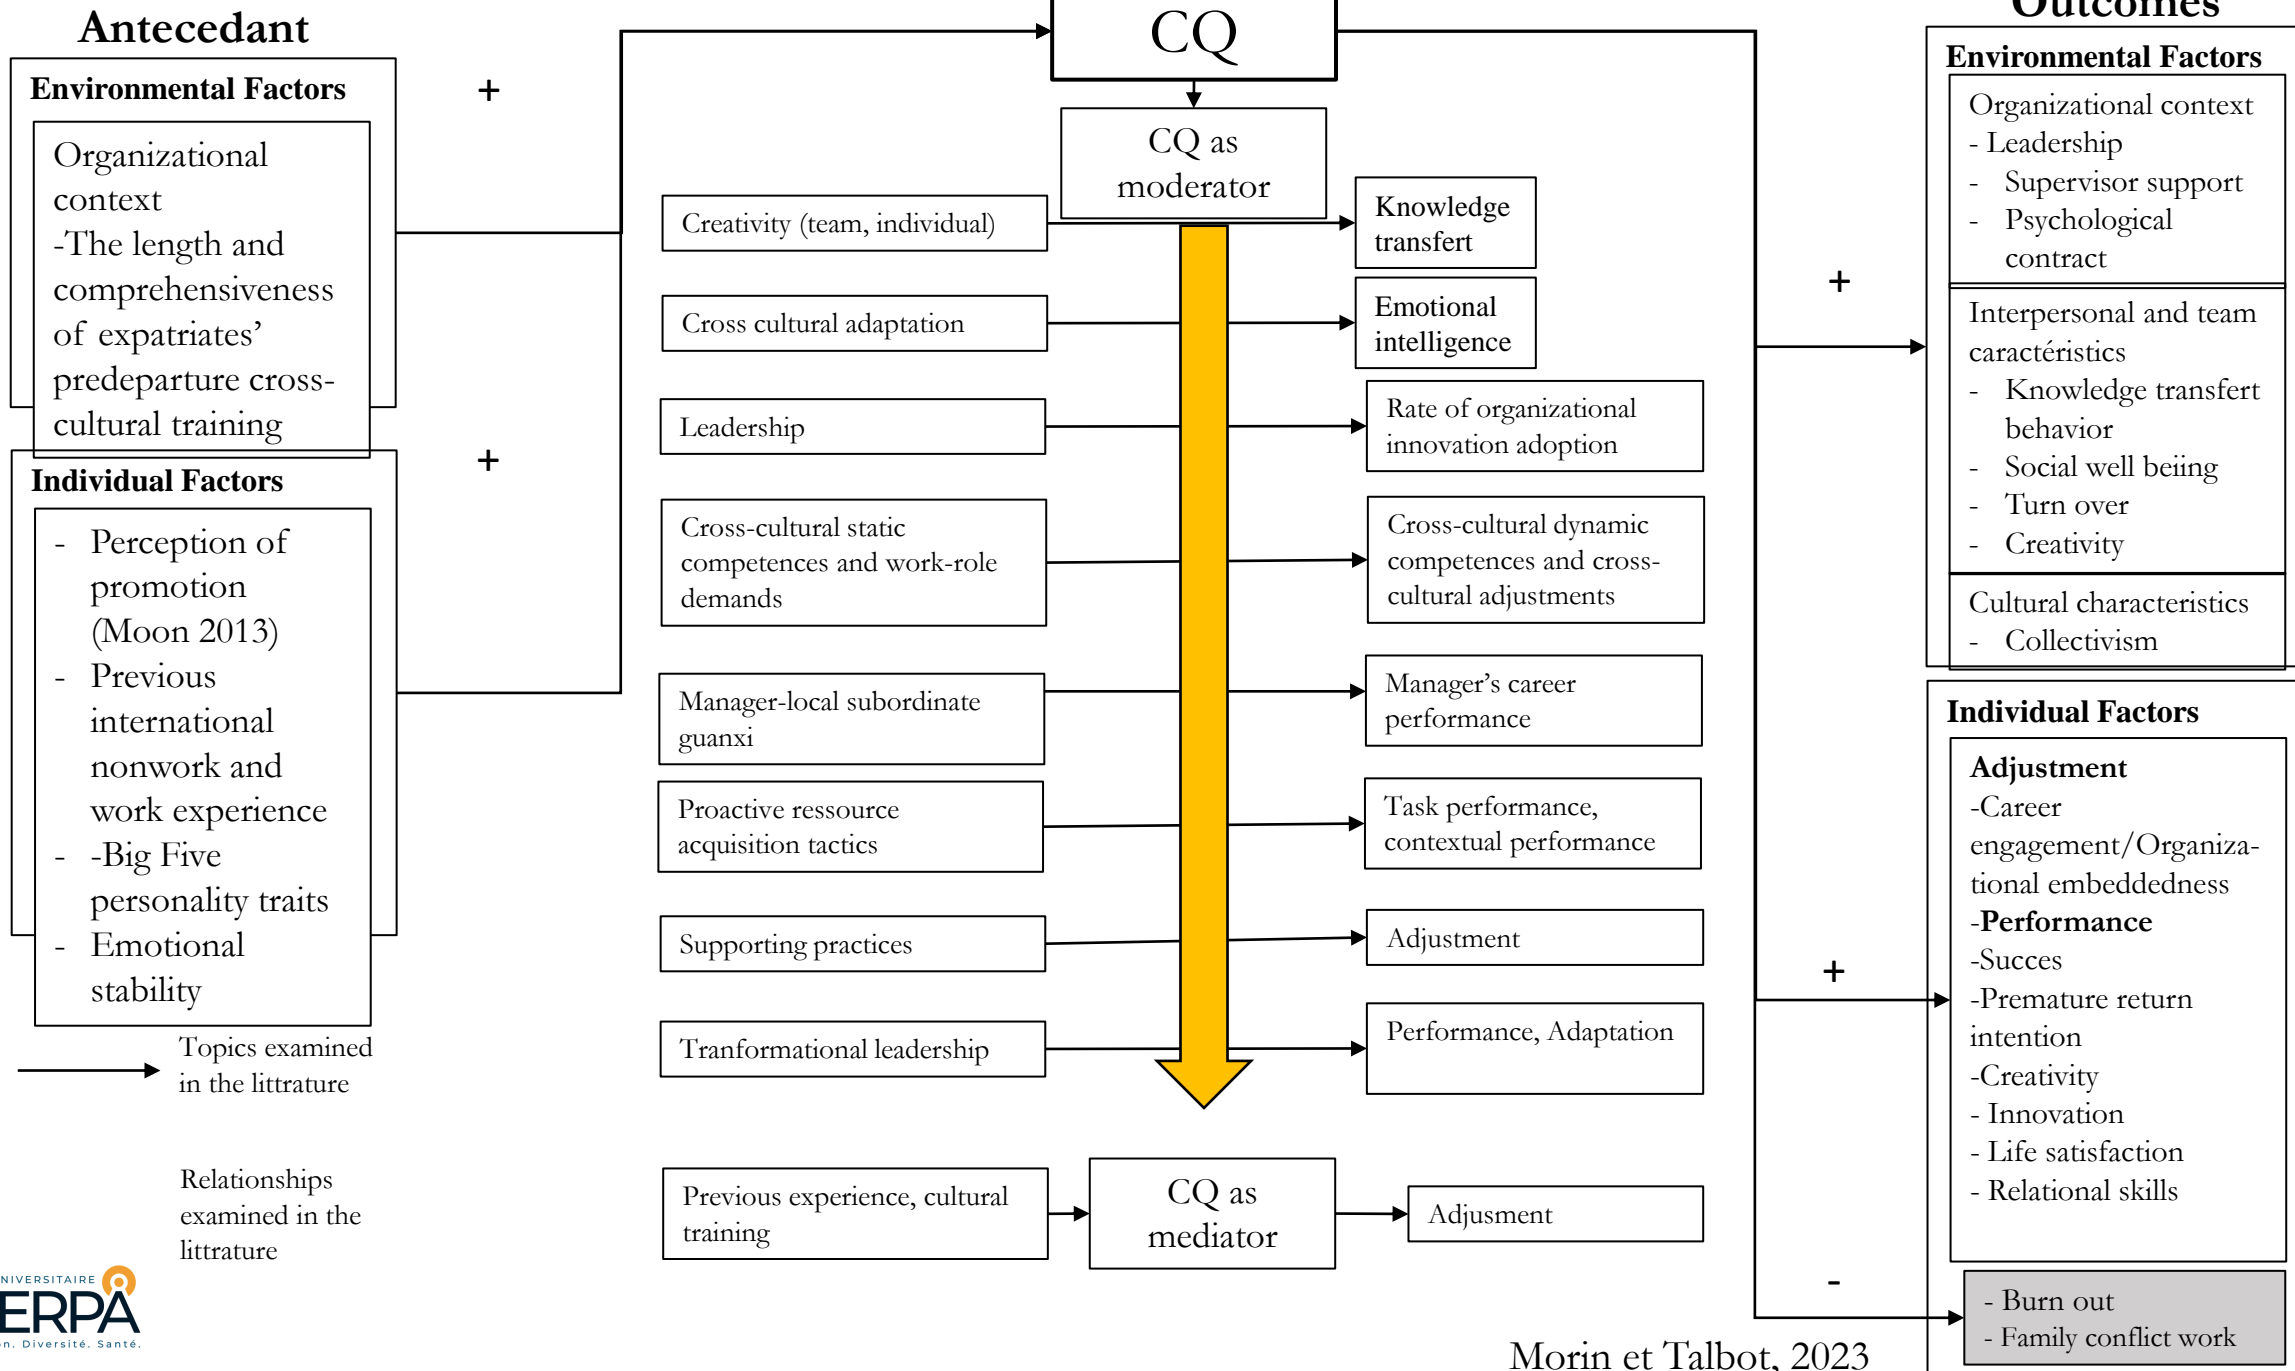 Antecedant
Environmental Factors
Organizational
context
-The length and
comprehensiveness
of expatriates’
predeparture cross-
cultural training
Individual Factors
- Perception of
promotion
(Moon 2013)
- Previous
international
nonwork and
work experience
- -Big Five
personality traits
- Emotional
stability
Topics examined
in the littrature
Relationships
examined in the
littrature
NIVERSITAIRE
ERPA
on. Diversité. Santé.
+
+
CQ
CQ as
moderator
Creativity (team, individual)
Knowledge
transfert
Cross cultural adaptation
Emotional
intelligence
Leadership
Rate of organizational
innovation adoption
Cross-cultural static
competences and work-role
demands
Cross-cultural dynamic
competences and cross-
cultural adjustments
Manager-local subordinate
guanxi
Manager’s career
performance
Proactive ressource
acquisition tactics
Task performance,
contextual performance
Supporting practices
Adjustment
Tranformational leadership
Performance, Adaptation
Previous experience, cultural
training
CQ as
mediator
Adjusment
+
+
-
Outcomes
Environmental Factors
Organizational context
- Leadership
- Supervisor support
- Psychological
contract
Interpersonal and team
caractéristics
- Knowledge transfert
behavior
- Social well beiing
- Turn over
- Creativity
Cultural characteristics
- Collectivism
Individual Factors
Adjustment
-Career
engagement/Organiza-
tional embeddedness
-Performance
-Succes
-Premature return
intention
-Creativity
- Innovation
- Life satisfaction
- Relational skills
- Burn out
- Family conflict work
Morin et Talbot, 2023